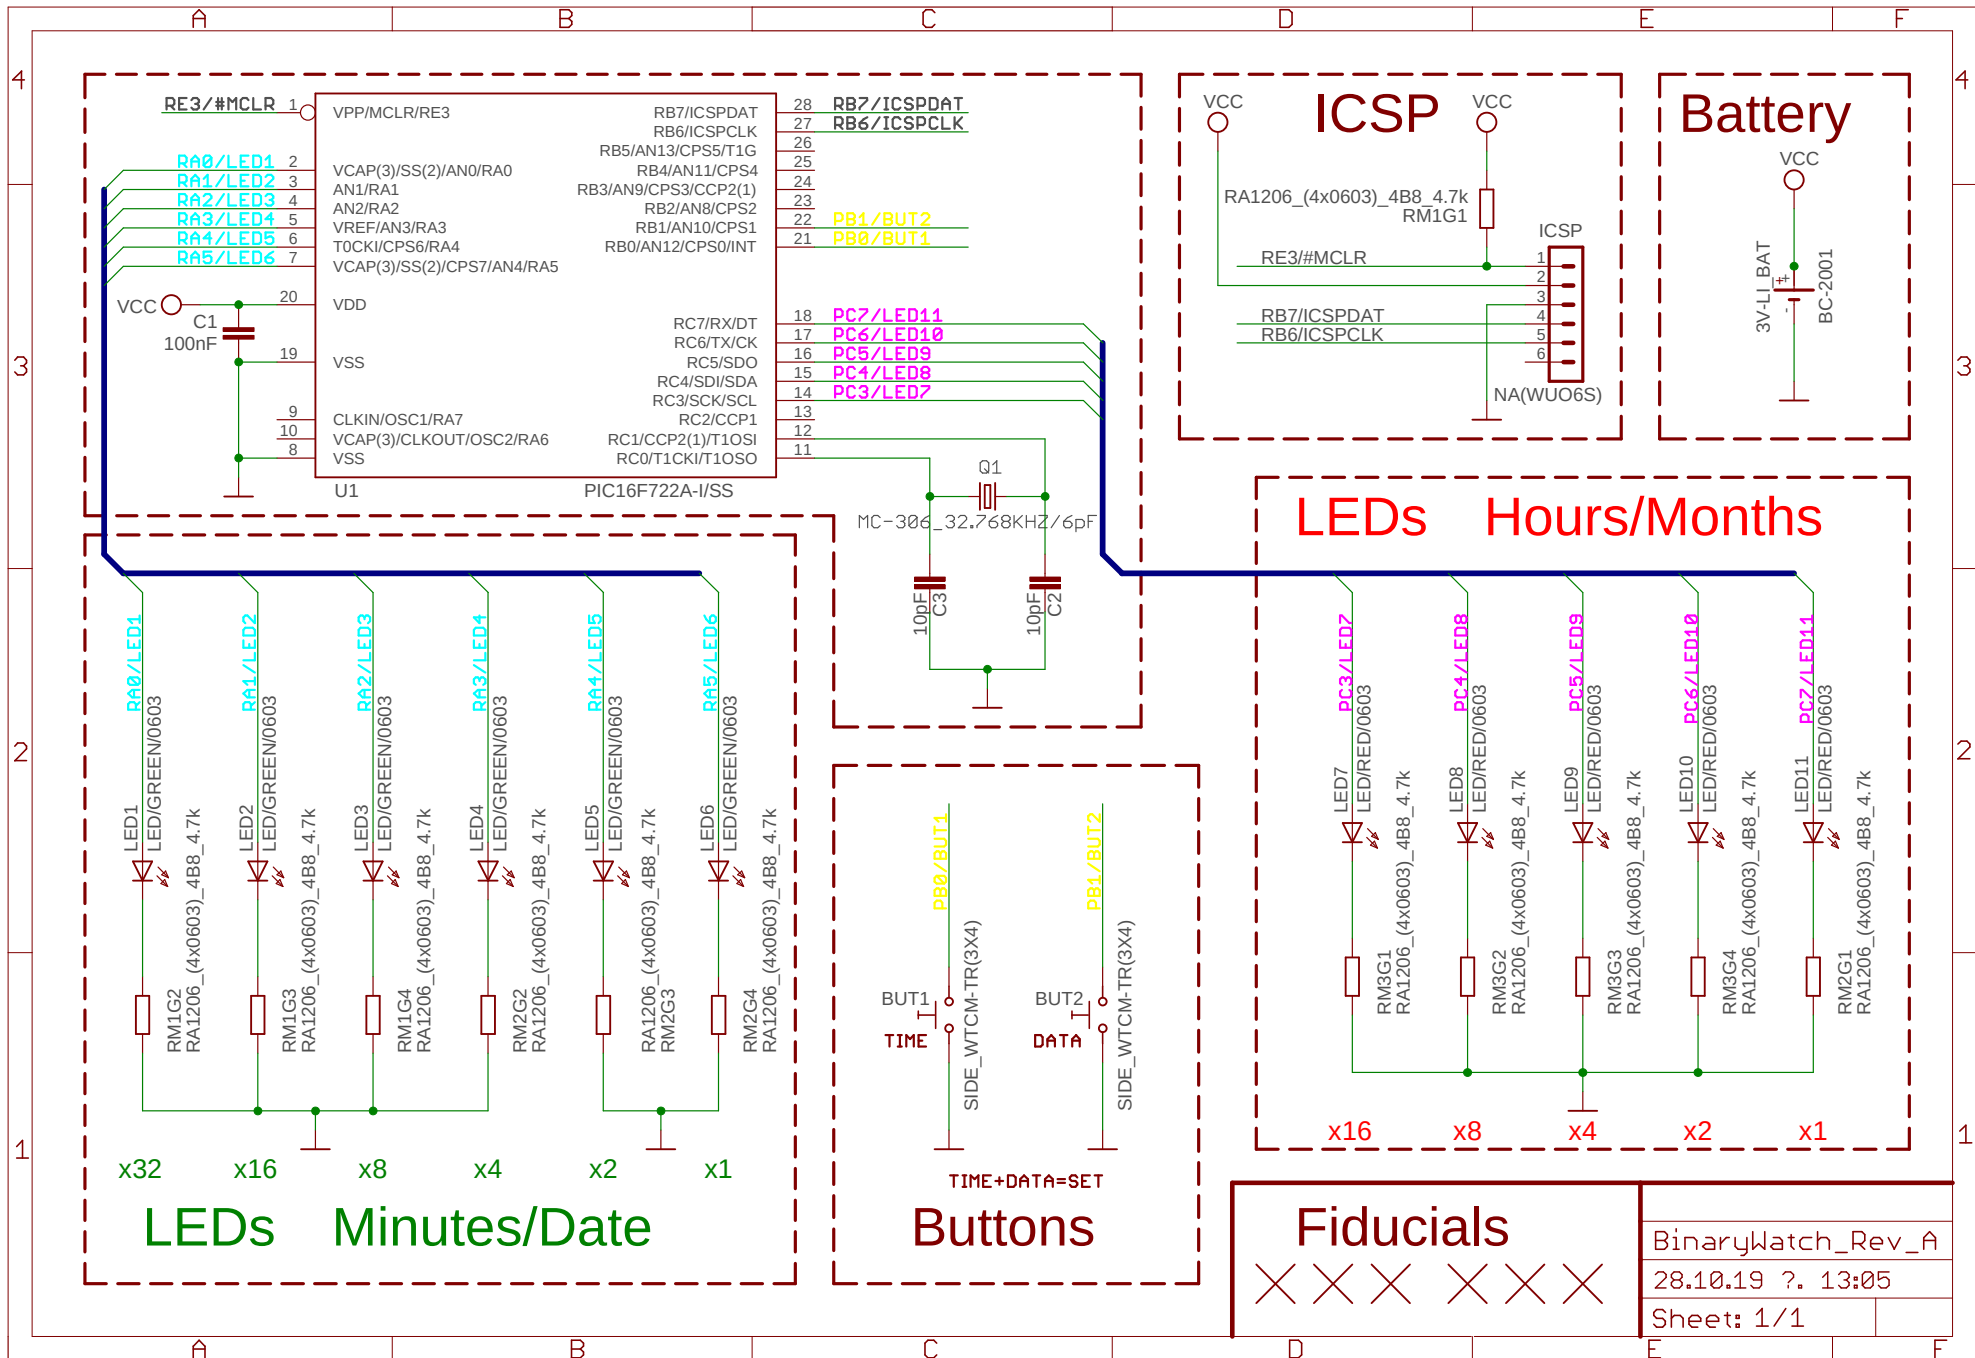 A B C D E F
4 4
3 3
2 2
1 1
RE3/#MCLR 1 VPP/MCLR/RE3
RA0/LED1 2 VCAP(3)/SS(2)/AN0/RA0
RA1/LED2 3 AN1/RA1
RA2/LED3 4 AN2/RA2
RA3/LED4 5 VREF/AN3/RA3
RA4/LED5 6 T0CKI/CPS6/RA4
RA5/LED6 7 VCAP(3)/SS(2)/CPS7/AN4/RA5
VCC 20 VDD
C1
100nF
19 VSS
9 CLKIN/OSC1/RA7
10 VCAP(3)/CLKOUT/OSC2/RA6
8 VSS
RB7/ICSPDAT 28 RB7/ICSPDAT
RB6/ICSPCLK 27 RB6/ICSPCLK
RB5/AN13/CPS5/T1G 26
RB4/AN11/CPS4 25
RB3/AN9/CPS3/CCP2(1) 24
RB2/AN8/CPS2 23
RB1/AN10/CPS1 22 PB1/BUT2
RB0/AN12/CPS0/INT 21 PB0/BUT1
RC7/RX/DT 18 PC7/LED11
RC6/TX/CK 17 PC6/LED10
RC5/SDO 16 PC5/LED9
RC4/SDI/SDA 15 PC4/LED8
RC3/SCK/SCL 14 PC3/LED7
RC2/CCP1 13
RC1/CCP2(1)/T1OSI 12
RC0/T1CKI/T1OSO 11
U1 PIC16F722A-I/SS
Q1
MC-306_32.768KHZ/6pF
10pF
C3
10pF
C2
ICSP
VCC VCC
RA1206_(4x0603)_4B8_4.7k
RM1G1
ICSP
RE3/#MCLR 1
2
3
RB7/ICSPDAT 4
RB6/ICSPCLK 5
6
NA(WUO6S)
Battery
VCC
3V-LI_BAT
+ +
-
BC-2001
RA0/LED1
LED1
LED/GREEN/0603
RM1G2
RA1206_(4x0603)_4B8_4.7k
RA1/LED2
LED2
LED/GREEN/0603
RM1G3
RA1206_(4x0603)_4B8_4.7k
RA2/LED3
LED3
LED/GREEN/0603
RM1G4
RA1206_(4x0603)_4B8_4.7k
RA3/LED4
LED4
LED/GREEN/0603
RM2G2
RA1206_(4x0603)_4B8_4.7k
RA4/LED5
LED5
LED/GREEN/0603
RA1206_(4x0603)_4B8_4.7k
RM2G3
RA5/LED6
LED6
LED/GREEN/0603
RM2G4
RA1206_(4x0603)_4B8_4.7k
x32 x16 x8 x4 x2 x1
LEDs Minutes/Date
PB0/BUT1
BUT1
TIME
SIDE_WTCM-TR(3X4)
PB1/BUT2
BUT2
DATA
SIDE_WTCM-TR(3X4)
TIME+DATA=SET
Buttons
LEDs Hours/Months
PC3/LED7
LED7
LED/RED/0603
RM3G1
RA1206_(4x0603)_4B8_4.7k
PC4/LED8
LED8
LED/RED/0603
RM3G2
RA1206_(4x0603)_4B8_4.7k
PC5/LED9
LED9
LED/RED/0603
RM3G3
RA1206_(4x0603)_4B8_4.7k
PC6/LED10
LED10
LED/RED/0603
RM3G4
RA1206_(4x0603)_4B8_4.7k
PC7/LED11
LED11
LED/RED/0603
RM2G1
RA1206_(4x0603)_4B8_4.7k
x16 x8 x4 x2 x1
Fiducials
BinaryWatch_Rev_A
28.10.19 ?. 13:05
Sheet: 1/1
A B C D E F